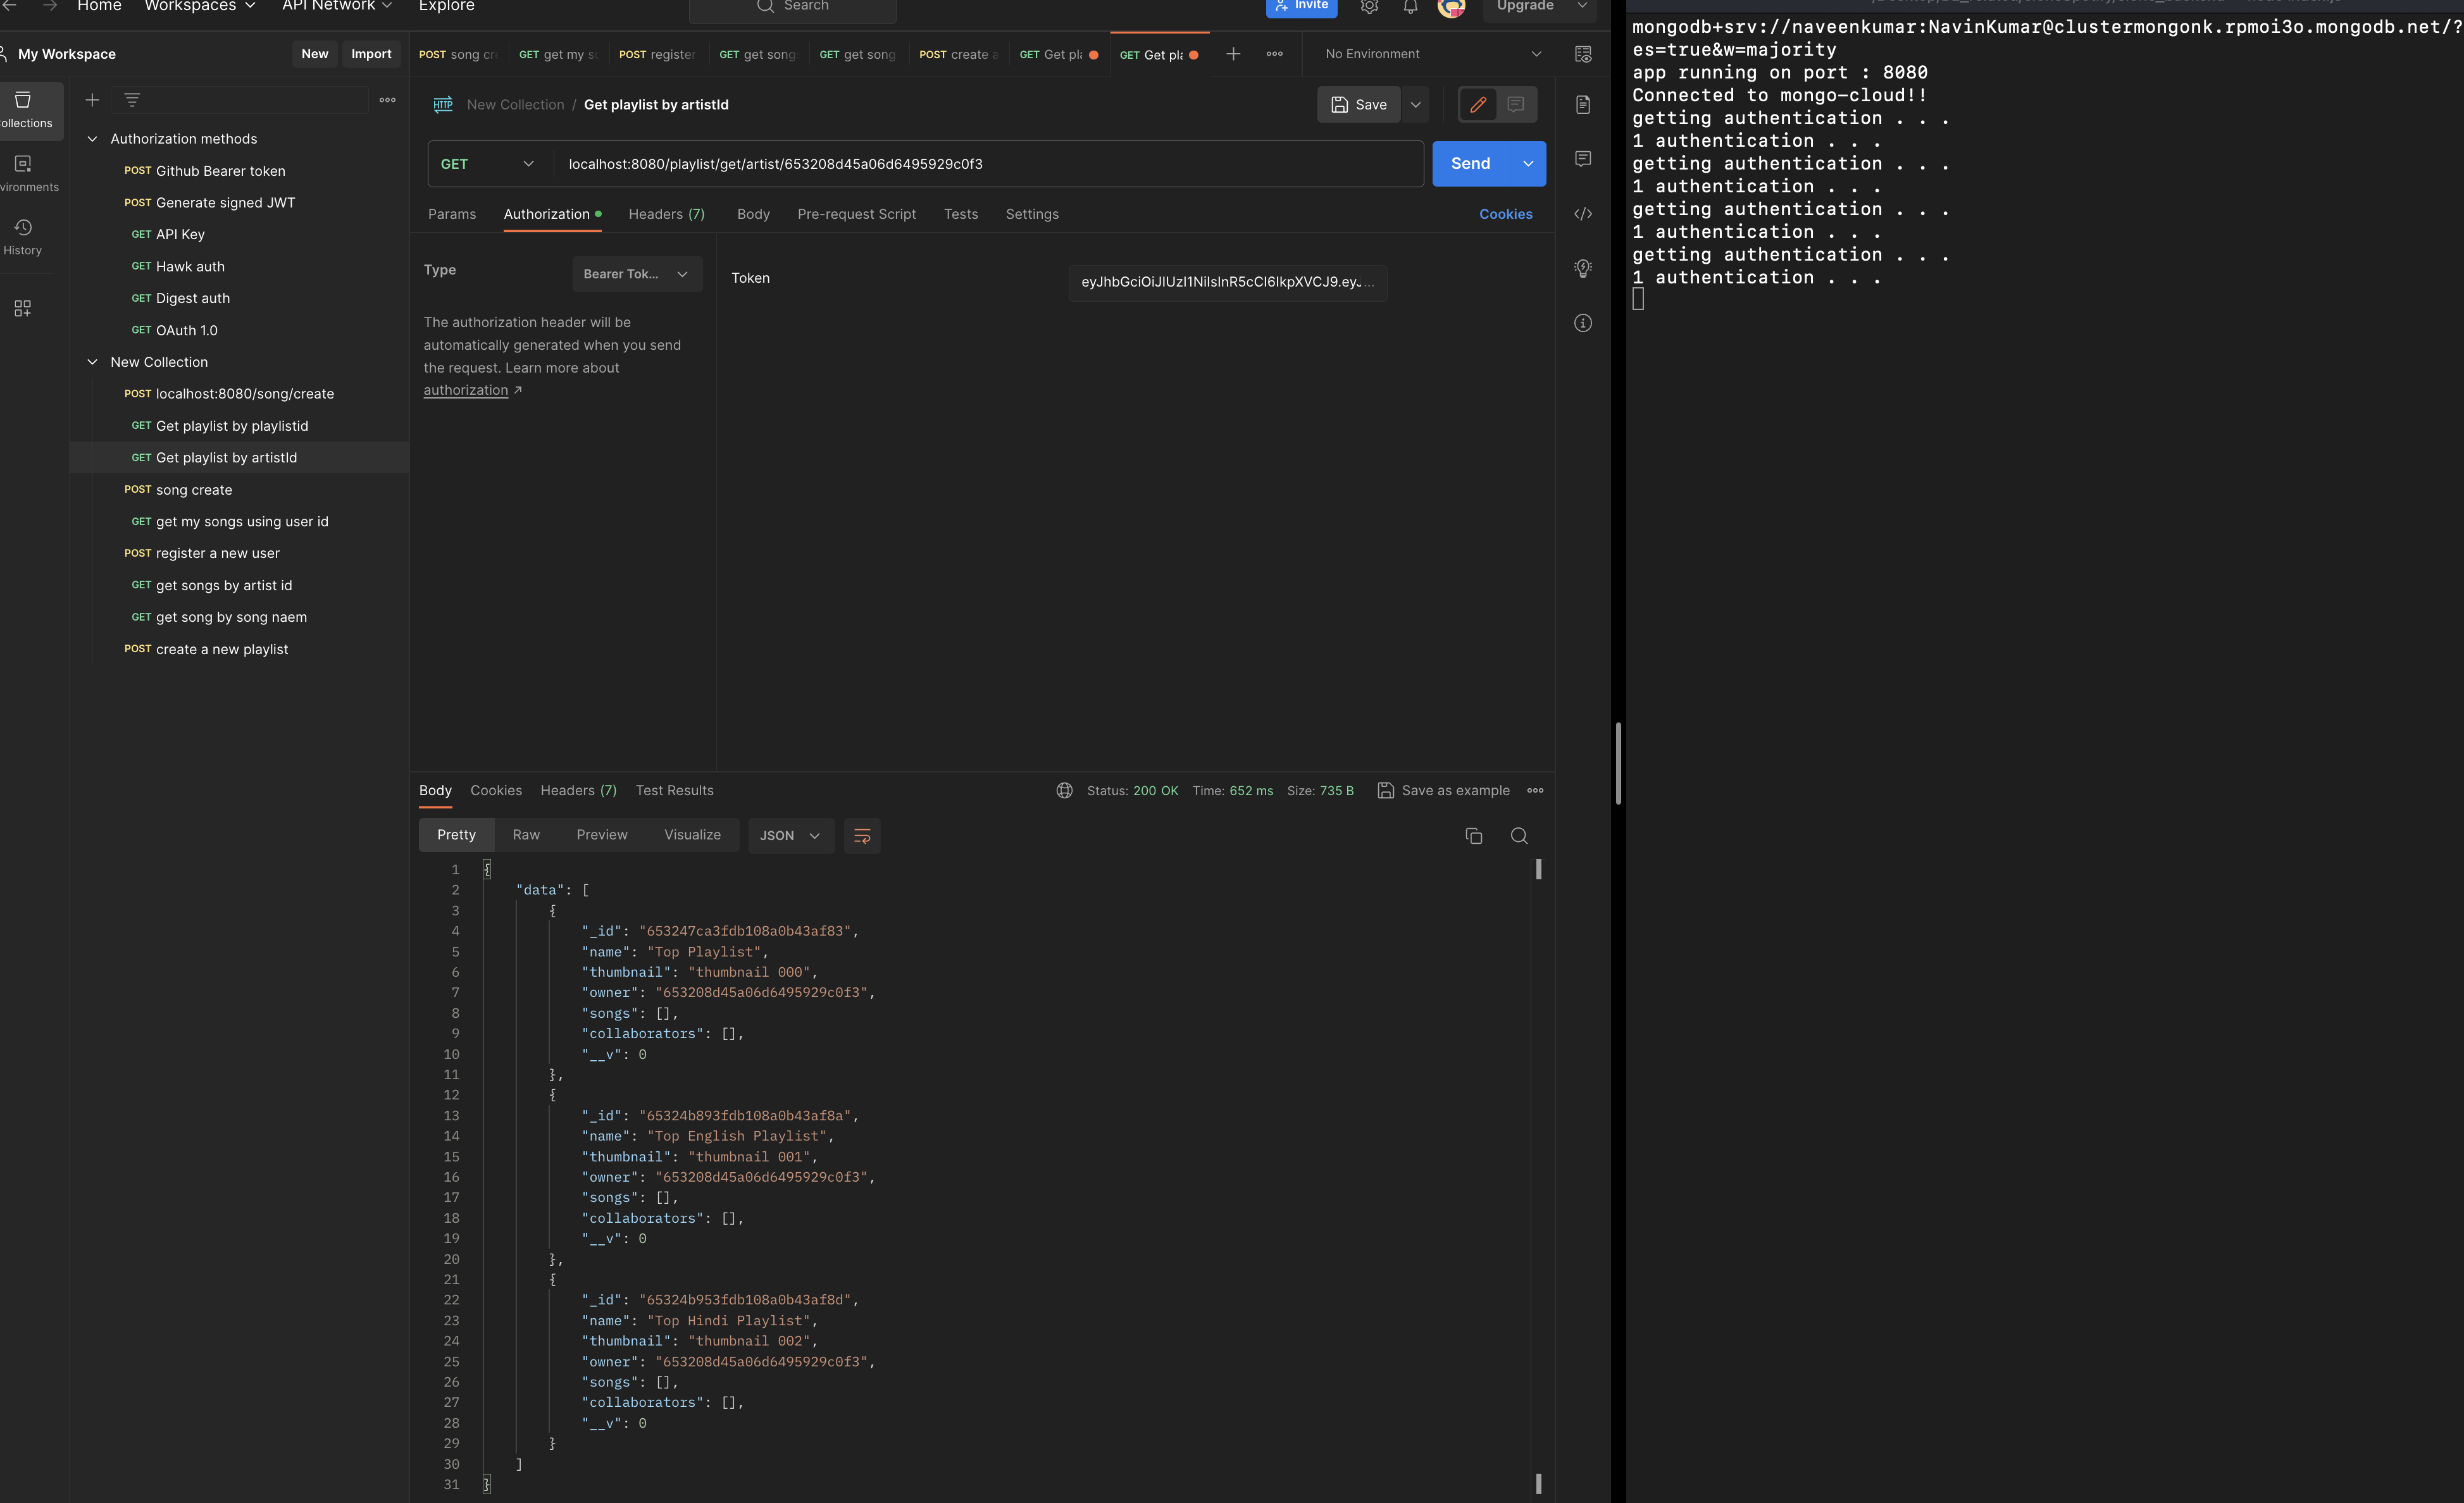 Home Workspaces API Network Explore
Search
Invite
Upgrade
My Workspace
New Import
POST song cr GET get my s POST register GET get song GET get song POST create a GET Get pla GET Get pla
No Environment
ollections
vironments
History
Authorization methods
POST Github Bearer token
POST Generate signed JWT
GET API Key
GET Hawk auth
GET Digest auth
GET OAuth 1.0
New Collection
POST localhost:8080/song/create
GET Get playlist by playlistid
GET Get playlist by artistId
POST song create
GET get my songs using user id
POST register a new user
GET get songs by artist id
GET get song by song naem
POST create a new playlist
HTTP New Collection / Get playlist by artistId
Save
GET localhost:8080/playlist/get/artist/653208d45a06d6495929c0f3
Send
Params Authorization Headers (7) Body Pre-request Script Tests Settings
Cookies
Type Bearer Tok...
The authorization header will be
automatically generated when you send
the request. Learn more about
authorization ↗
Token
eyJhbGciOiJIUzI1NiIsInR5cCI6IkpXVCJ9.eyJ...
Body Cookies Headers (7) Test Results
Status: 200 OK Time: 652 ms Size: 735 B Save as example
Pretty Raw Preview Visualize JSON
1 {
2 "data": [
3 {
4 "_id": "653247ca3fdb108a0b43af83",
5 "name": "Top Playlist",
6 "thumbnail": "thumbnail 000",
7 "owner": "653208d45a06d6495929c0f3",
8 "songs": [],
9 "collaborators": [],
10 "__v": 0
11 },
12 {
13 "_id": "65324b893fdb108a0b43af8a",
14 "name": "Top English Playlist",
15 "thumbnail": "thumbnail 001",
16 "owner": "653208d45a06d6495929c0f3",
17 "songs": [],
18 "collaborators": [],
19 "__v": 0
20 },
21 {
22 "_id": "65324b953fdb108a0b43af8d",
23 "name": "Top Hindi Playlist",
24 "thumbnail": "thumbnail 002",
25 "owner": "653208d45a06d6495929c0f3",
26 "songs": [],
27 "collaborators": [],
28 "__v": 0
29 }
30 ]
31 }
mongodb+srv://naveenkumar:NavinKumar@clustermongonk.rpmoi3o.mongodb.net/?
es=true&w=majority
app running on port : 8080
Connected to mongo-cloud!!
getting authentication . . .
1 authentication . . .
getting authentication . . .
1 authentication . . .
getting authentication . . .
1 authentication . . .
getting authentication . . .
1 authentication . . .